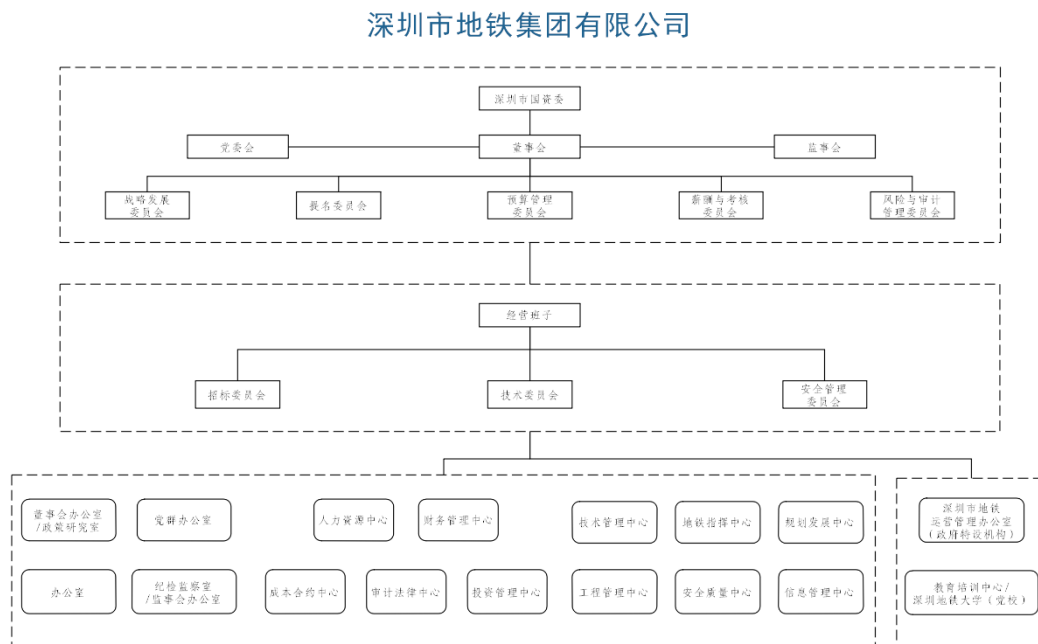 深圳市地铁集团有限公司
深圳市国资委
党委会
董事会
监事会
战略发展
委员会
提名委员会
预算管理
委员会
薪酬与考核
委员会
风险与审计
管理委员会
经营班子
招标委员会
技术委员会
安全管理
委员会
董事会办公室
/政策研究室
党群办公室
人力资源中心
财务管理中心
技术管理中心
地铁指挥中心
规划发展中心
深圳市地铁
运营管理办公室
（政府特设机构）
办公室
纪检监察室
/监事会办公室
成本合约中心
审计法律中心
投资管理中心
工程管理中心
安全质量中心
信息管理中心
教育培训中心/
深圳地铁大学（党校）